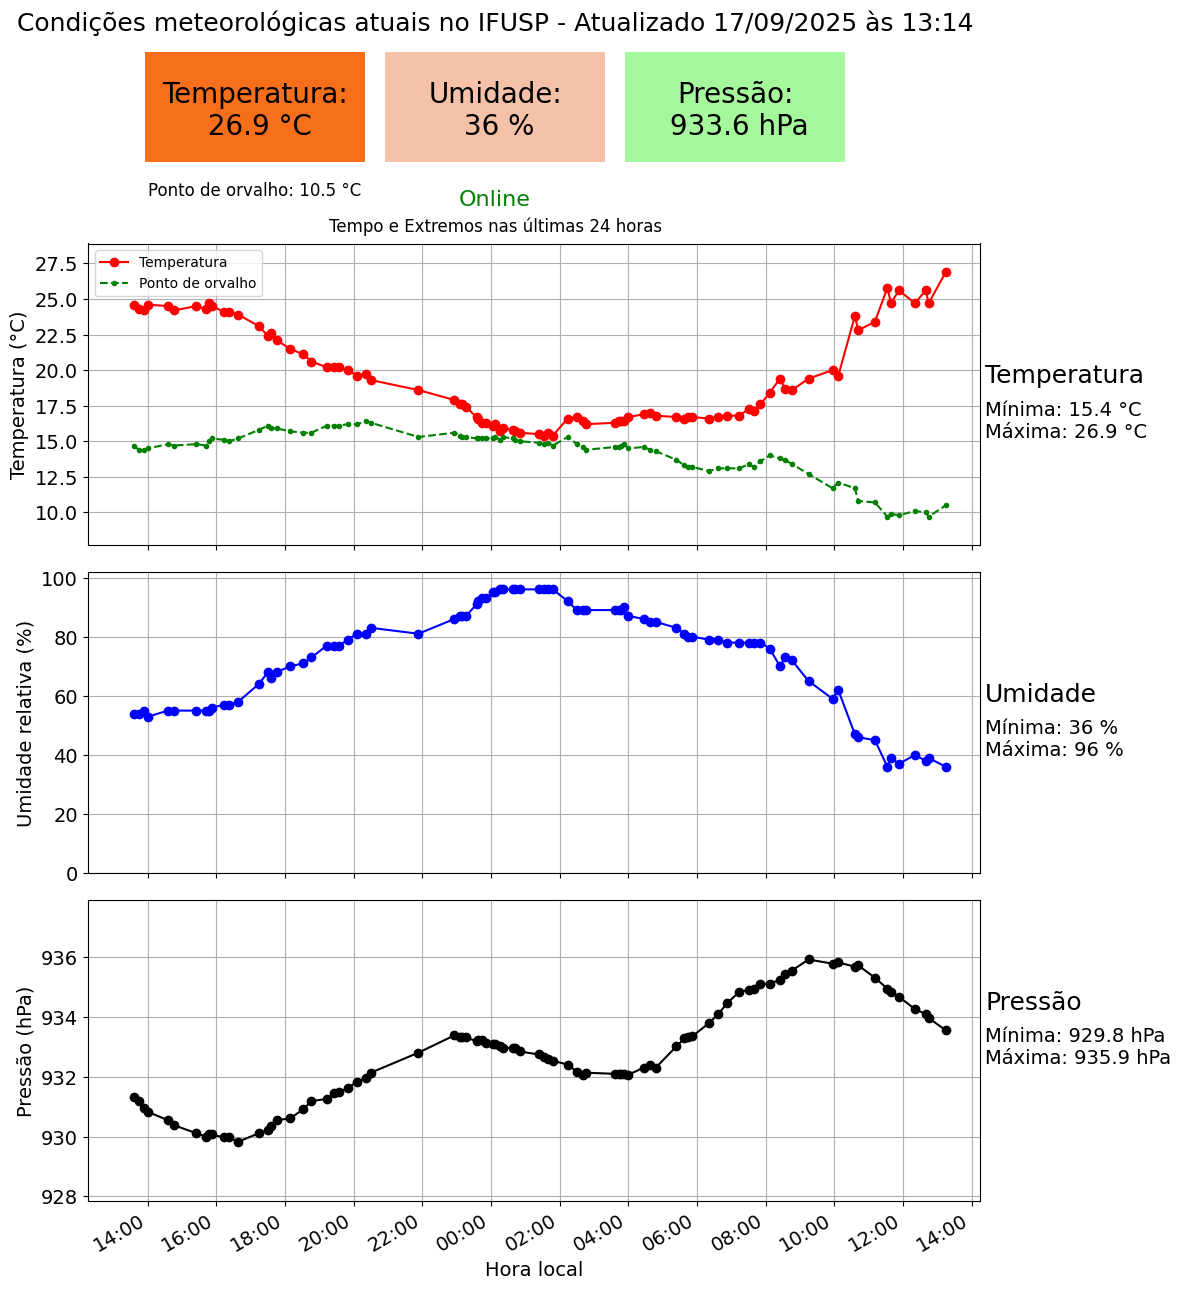 Condições meteorológicas atuais no IFUSP - Atualizado 17/09/2025 às 13:14
Temperatura:
26.9 °C
Umidade:
36 %
Pressão:
933.6 hPa
Ponto de orvalho: 10.5 °C
Online
Tempo e Extremos nas últimas 24 horas
Temperatura
Ponto de orvalho
Temperatura (°C)
27.5
25.0
22.5
20.0
17.5
15.0
12.5
10.0
Temperatura
Mínima: 15.4 °C
Máxima: 26.9 °C
Umidade relativa (%)
100
80
60
40
20
0
Umidade
Mínima: 36 %
Máxima: 96 %
Pressão (hPa)
936
934
932
930
928
Pressão
Mínima: 929.8 hPa
Máxima: 935.9 hPa
14:00 16:00 18:00 20:00 22:00 00:00 02:00 04:00 06:00 08:00 10:00 12:00 14:00
Hora local